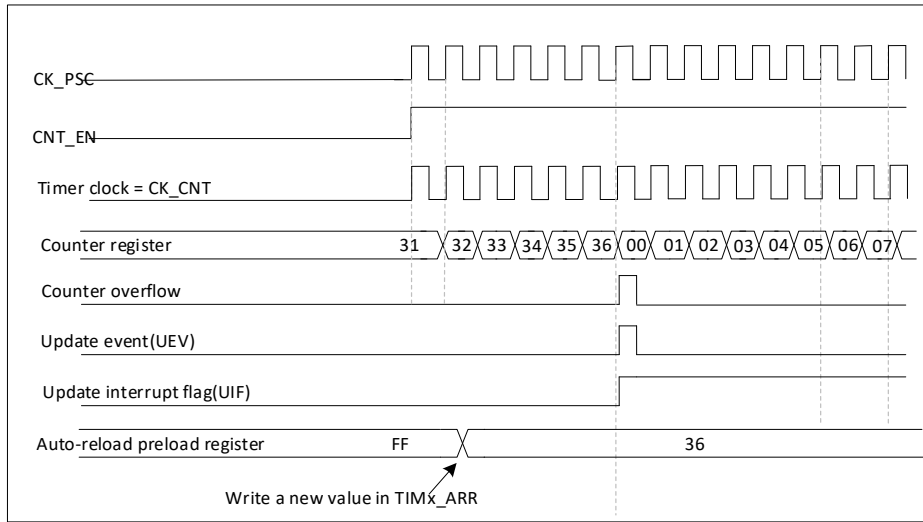 CK_PSC
CNT_EN
Timer clock = CK_CNT
Counter register 31 32 33 34 35 36 00 01 02 03 04 05 06 07
Counter overflow
Update event(UEV)
Update interrupt flag(UIF)
Auto-reload preload register FF 36
Write a new value in TIMx_ARR